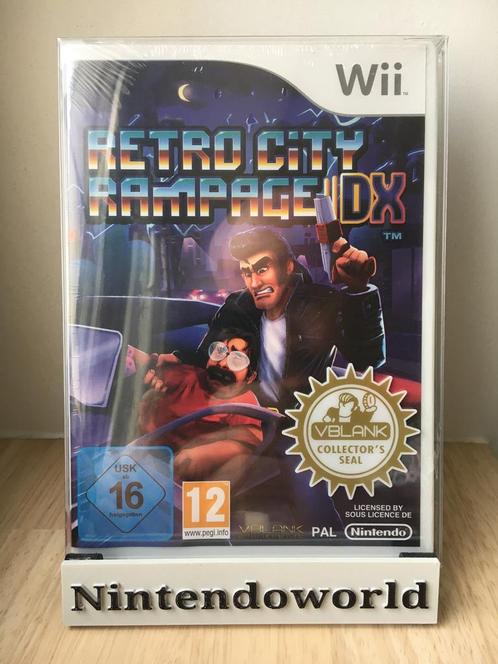 Wii
RETRO CITY
RAMPAGE DX
TM
VBLANK
COLLECTOR'S
SEAL
USK
ab
16
freigegeben
12
www.pegi.info
VBLANK
PAL
LICENSED BY
SOUS LICENCE DE
Nintendo
Nintendoworld